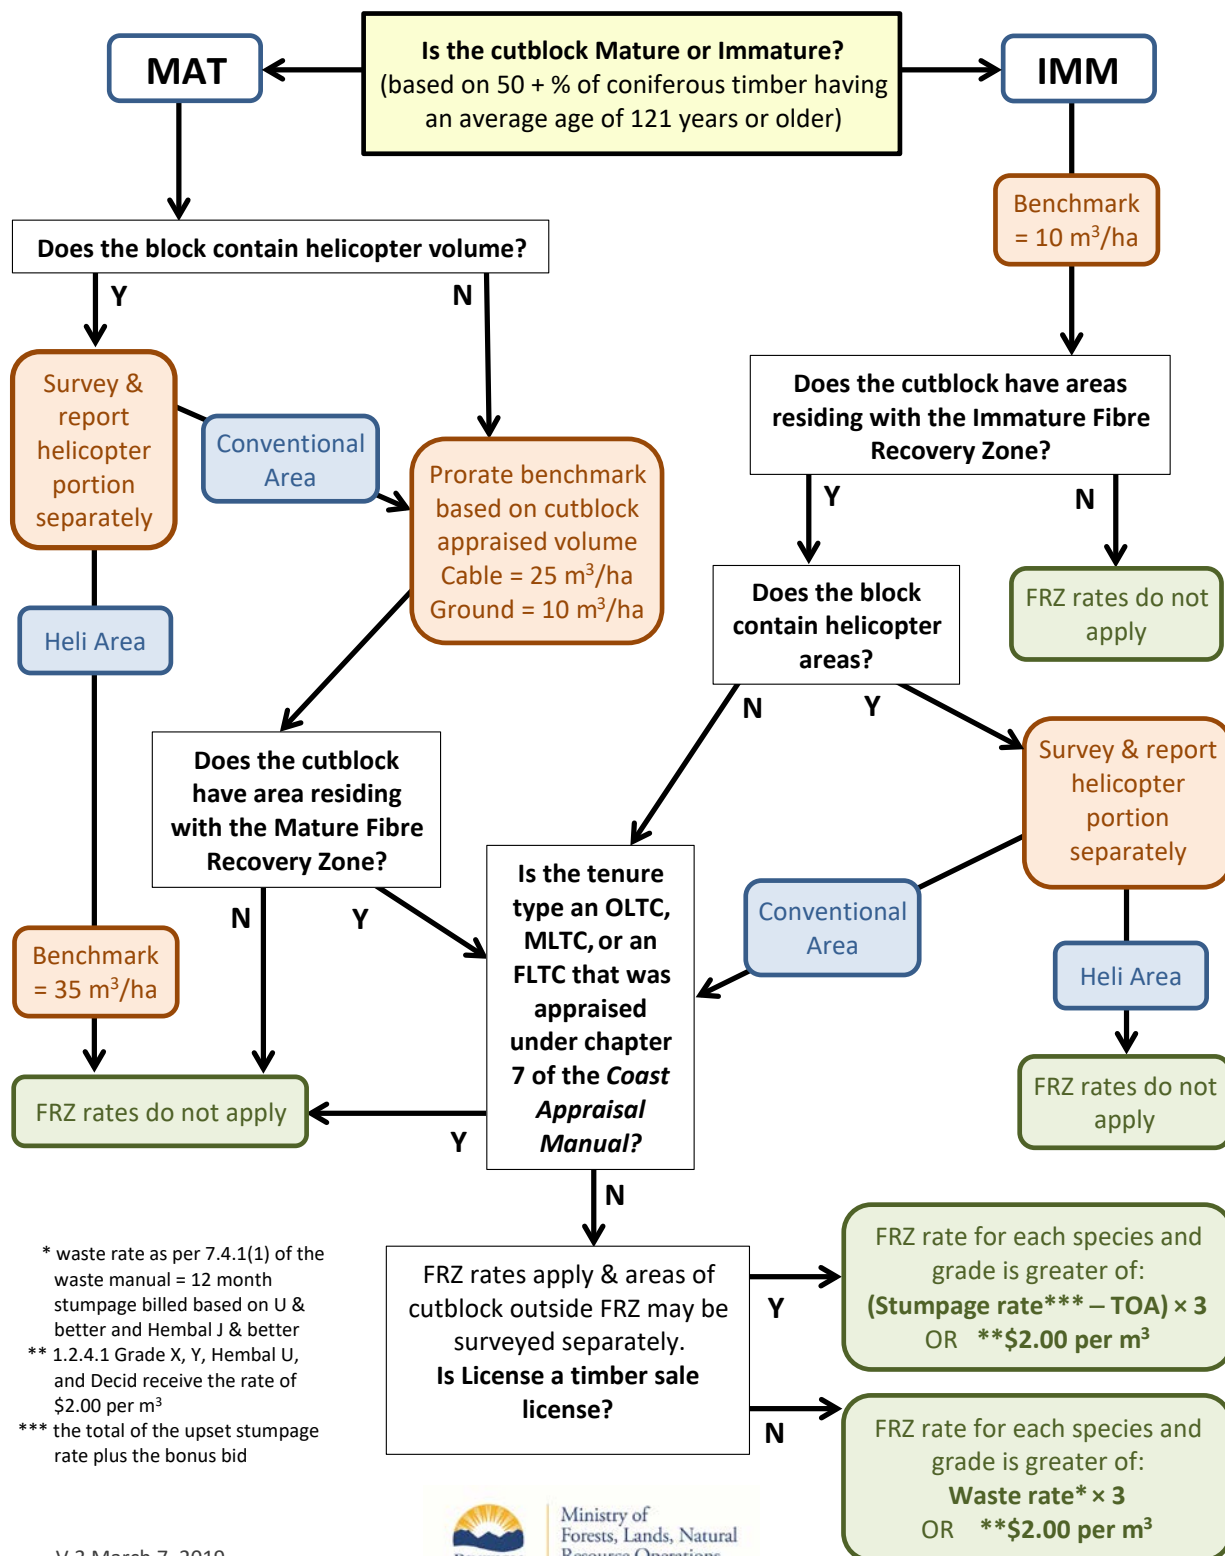 Is the cutblock Mature or Immature?
(based on 50 + % of coniferous timber having
an average age of 121 years or older)
MAT
IMM
Benchmark
= 10 m³/ha
Does the block contain helicopter volume?
Y
N
Survey &
report
helicopter
portion
separately
Conventional
Area
Prorate benchmark
based on cutblock
appraised volume
Cable = 25 m³/ha
Ground = 10 m³/ha
Does the cutblock have areas
residing with the Immature Fibre
Recovery Zone?
Y
N
FRZ rates do not
apply
Does the block
contain helicopter
areas?
N
Y
Heli Area
Survey & report
helicopter
portion
separately
Does the cutblock
have area residing
with the Mature Fibre
Recovery Zone?
N
Y
Is the tenure
type an OLTC,
MLTC, or an
FLTC that was
appraised
under chapter
7 of the Coast
Appraisal
Manual?
Conventional
Area
Heli Area
Benchmark
= 35 m³/ha
FRZ rates do not apply
Y
N
FRZ rates do not
apply
FRZ rates apply & areas of
cutblock outside FRZ may be
surveyed separately.
Is License a timber sale
license?
Y
N
FRZ rate for each species and
grade is greater of:
(Stumpage rate*** – TOA) × 3
OR **$2.00 per m³
FRZ rate for each species and
grade is greater of:
Waste rate* × 3
OR **$2.00 per m³
* waste rate as per 7.4.1(1) of the
waste manual = 12 month
stumpage billed based on U &
better and Hembal J & better
** 1.2.4.1 Grade X, Y, Hembal U,
and Decid receive the rate of
$2.00 per m³
*** the total of the upset stumpage
rate plus the bonus bid
Ministry of
Forests, Lands, Natural
Resource Operations